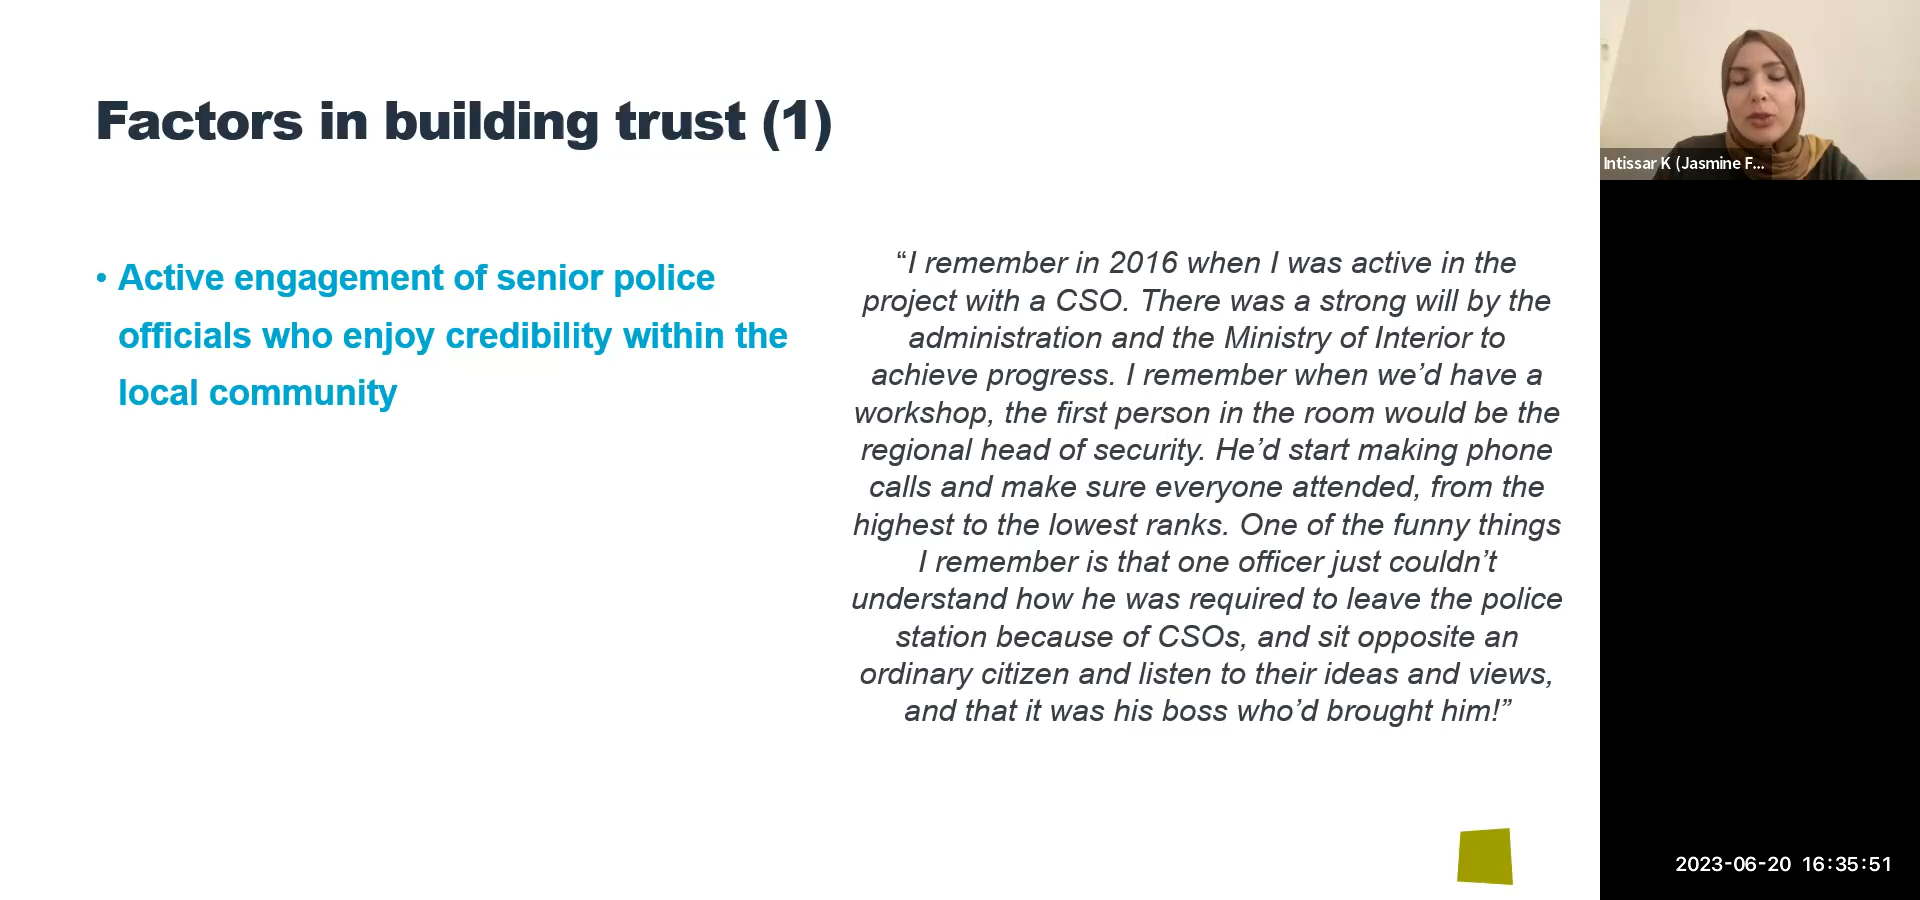 Factors in building trust (1)
• Active engagement of senior police
officials who enjoy credibility within the
local community
“I remember in 2016 when I was active in the
project with a CSO. There was a strong will by the
administration and the Ministry of Interior to
achieve progress. I remember when we’d have a
workshop, the first person in the room would be the
regional head of security. He’d start making phone
calls and make sure everyone attended, from the
highest to the lowest ranks. One of the funny things
I remember is that one officer just couldn’t
understand how he was required to leave the police
station because of CSOs, and sit opposite an
ordinary citizen and listen to their ideas and views,
and that it was his boss who’d brought him!”
Intissar K (Jasmine F...
2023-06-20 16:35:51